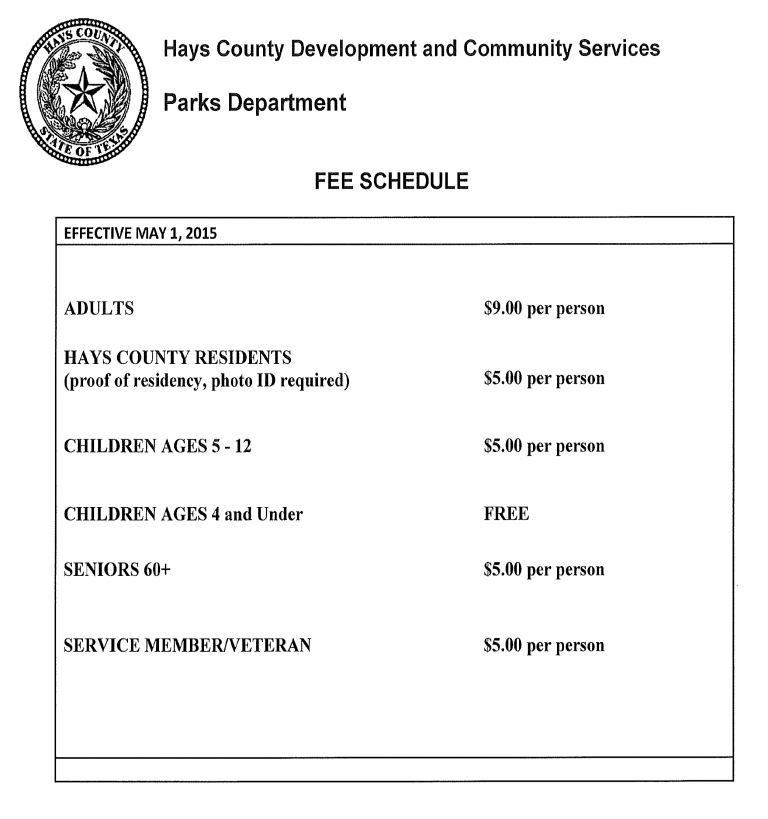 HAYS COUNTY
STATE OF TEXAS
Hays County Development and Community Services
Parks Department
FEE SCHEDULE
EFFECTIVE MAY 1, 2015
ADULTS $9.00 per person
HAYS COUNTY RESIDENTS
(proof of residency, photo ID required) $5.00 per person
CHILDREN AGES 5 - 12 $5.00 per person
CHILDREN AGES 4 and Under FREE
SENIORS 60+ $5.00 per person
SERVICE MEMBER/VETERAN $5.00 per person